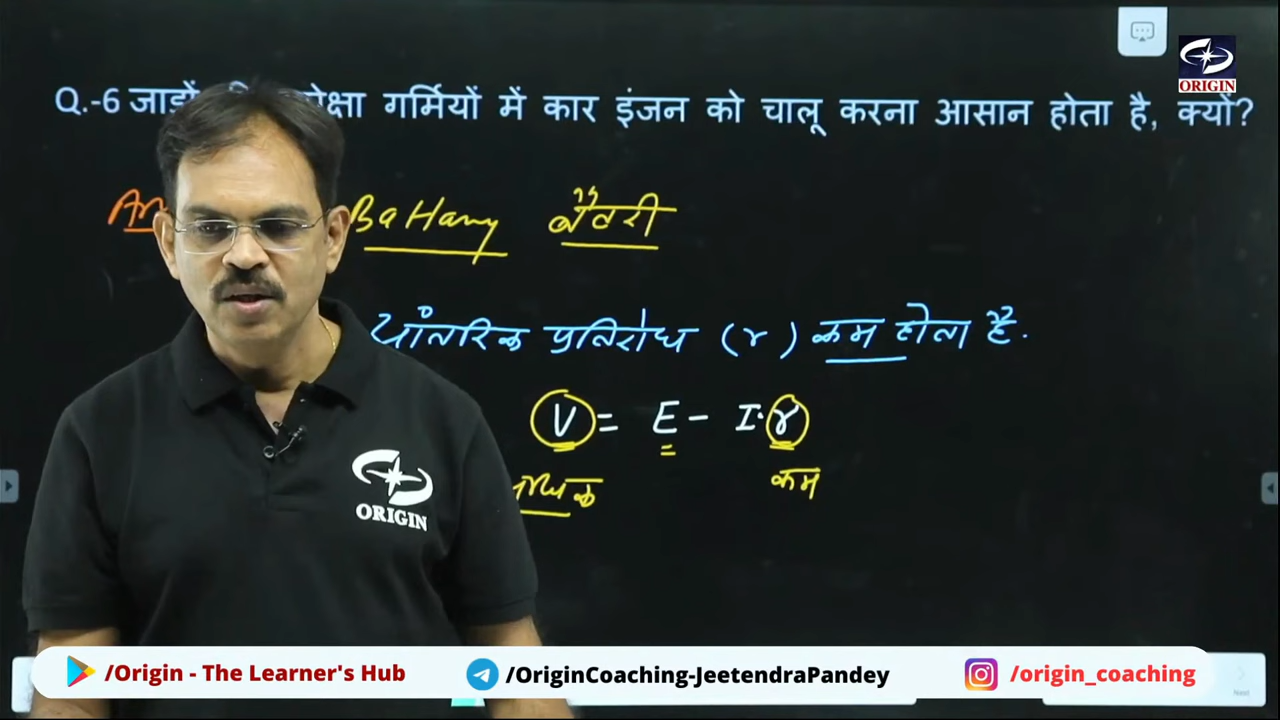 ORIGIN
Q.-6 जाड़ों गर्मियों में कार इंजन को चालू करना आसान होता है, क्यों?
Battery बैटरी
आंतरिक प्रतिरोध (r) कम होता है.
V = E - I.r
कम
ORIGIN
/Origin - The Learner's Hub
/OriginCoaching-JeetendraPandey
/origin_coaching
Next